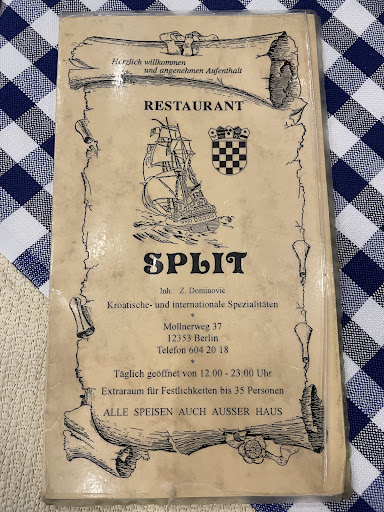 Herzlich willkommen
und angenehmen Aufenthalt
RESTAURANT
SPLIT
Inh. Z. Dominovic
Kroatische- und internationale Spezialitäten
*
Mollnerweg 37
12353 Berlin
Telefon 604 20 18
*
Täglich geöffnet von 12.00 - 23.00 Uhr
Extraraum für Festlichkeiten bis 35 Personen
ALLE SPEISEN AUCH AUSSER HAUS